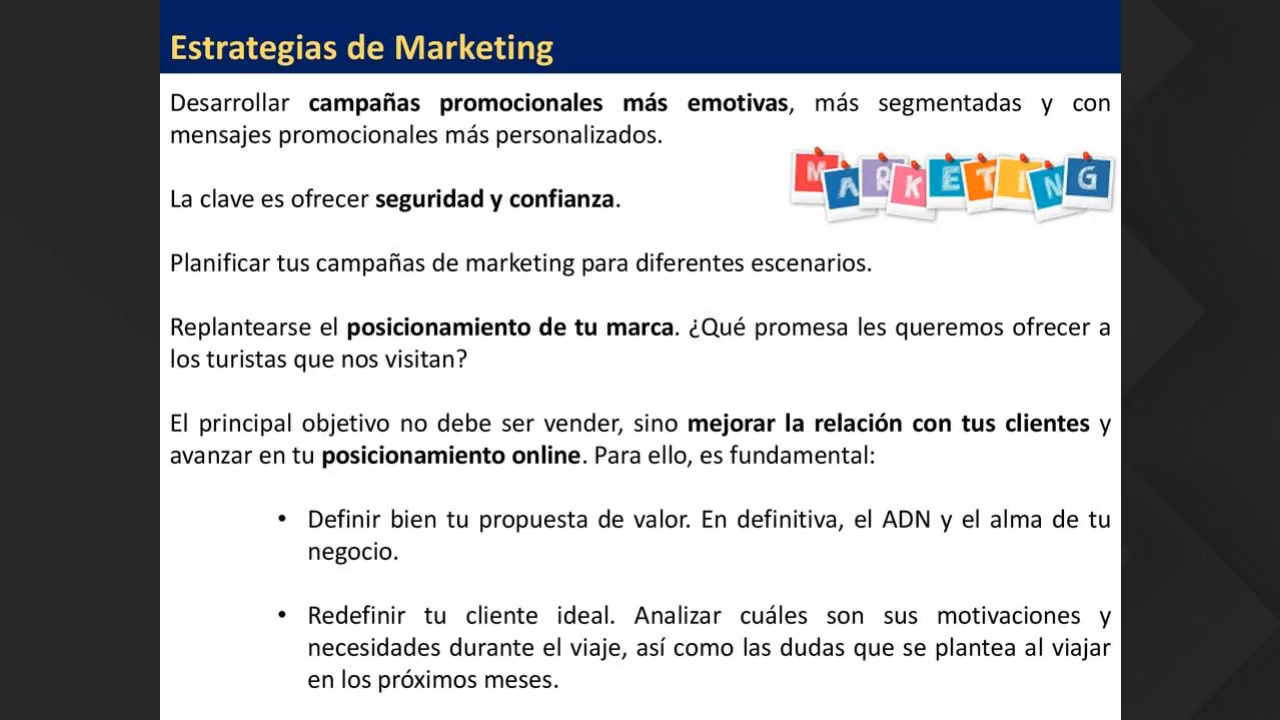 Estrategias de Marketing
Desarrollar campañas promocionales más emotivas, más segmentadas y con
mensajes promocionales más personalizados.
MARKETING
La clave es ofrecer seguridad y confianza.
Planificar tus campañas de marketing para diferentes escenarios.
Replantearse el posicionamiento de tu marca. ¿Qué promesa les queremos ofrecer a
los turistas que nos visitan?
El principal objetivo no debe ser vender, sino mejorar la relación con tus clientes y
avanzar en tu posicionamiento online. Para ello, es fundamental:
• Definir bien tu propuesta de valor. En definitiva, el ADN y el alma de tu
negocio.
• Redefinir tu cliente ideal. Analizar cuáles son sus motivaciones y
necesidades durante el viaje, así como las dudas que se plantea al viajar
en los próximos meses.